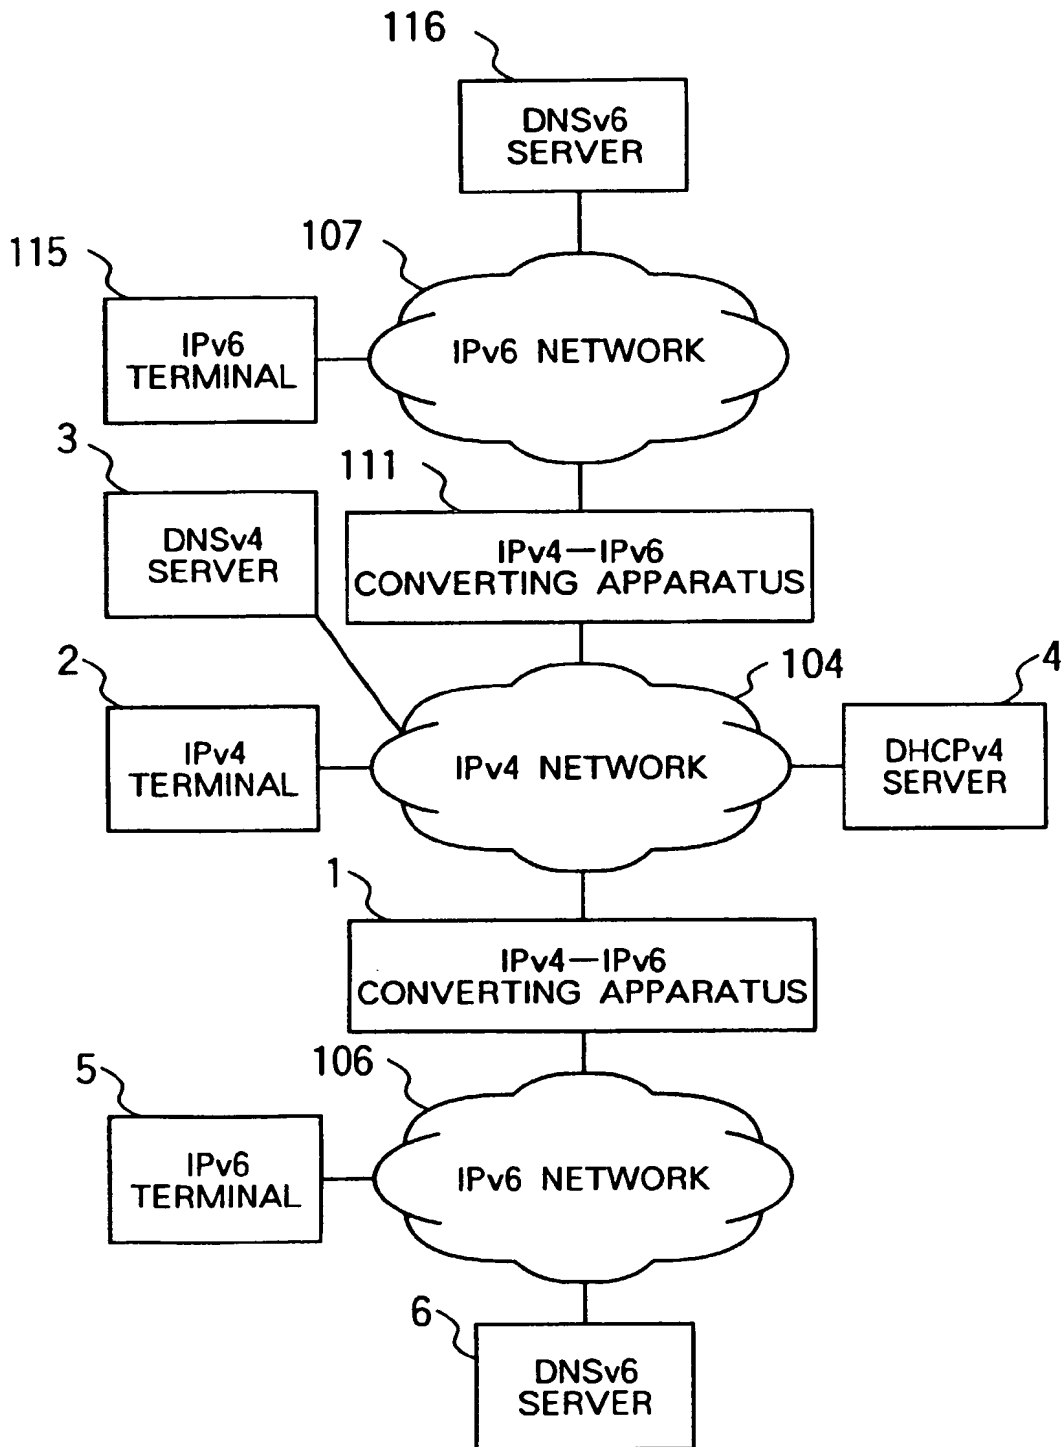 116
DNSv6
SERVER
107
115
IPv6
TERMINAL
IPv6 NETWORK
3
111
DNSv4
SERVER
IPv4—IPv6
CONVERTING APPARATUS
2
104
4
IPv4
TERMINAL
IPv4 NETWORK
DHCPv4
SERVER
1
IPv4—IPv6
CONVERTING APPARATUS
106
5
IPv6
TERMINAL
IPv6 NETWORK
6
DNSv6
SERVER